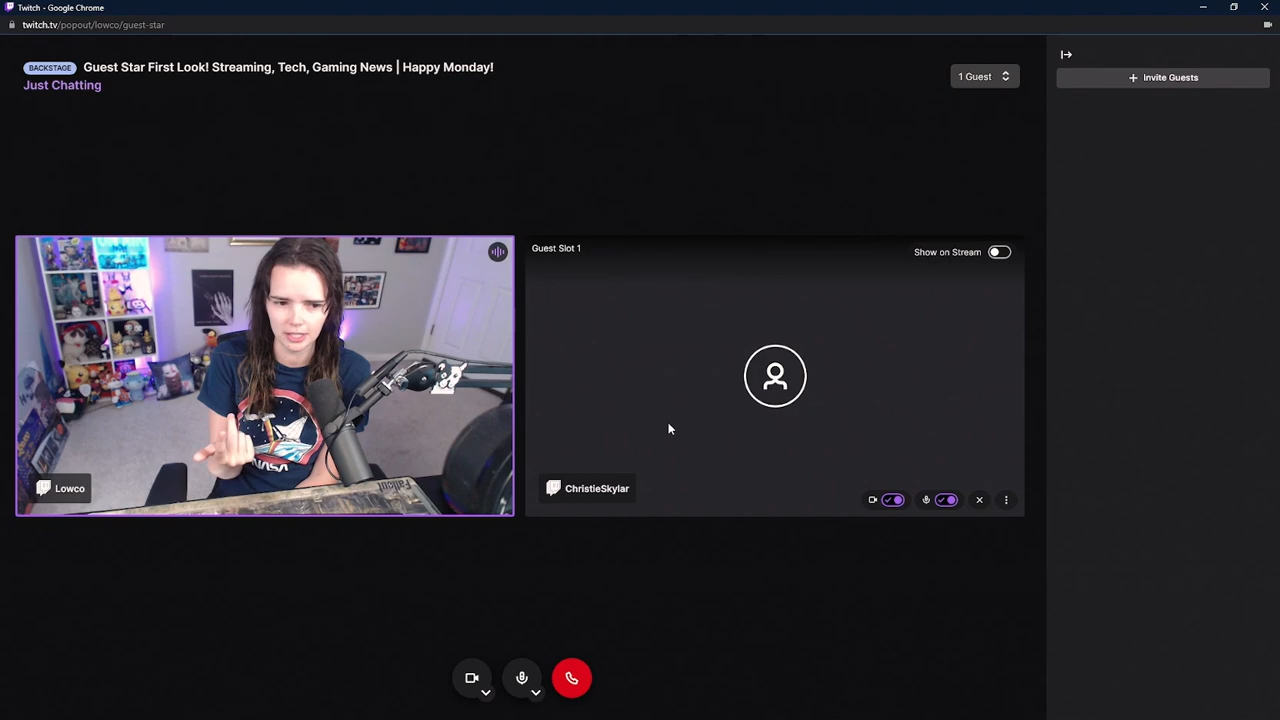 Twitch - Google Chrome
twitch.tv/popout/lowco/guest-star
BACKSTAGE Guest Star First Look! Streaming, Tech, Gaming News | Happy Monday!
Just Chatting
1 Guest
Invite Guests
Guest Slot 1
Show on Stream
NASA
Fallout
Lowco
ChristieSkylar